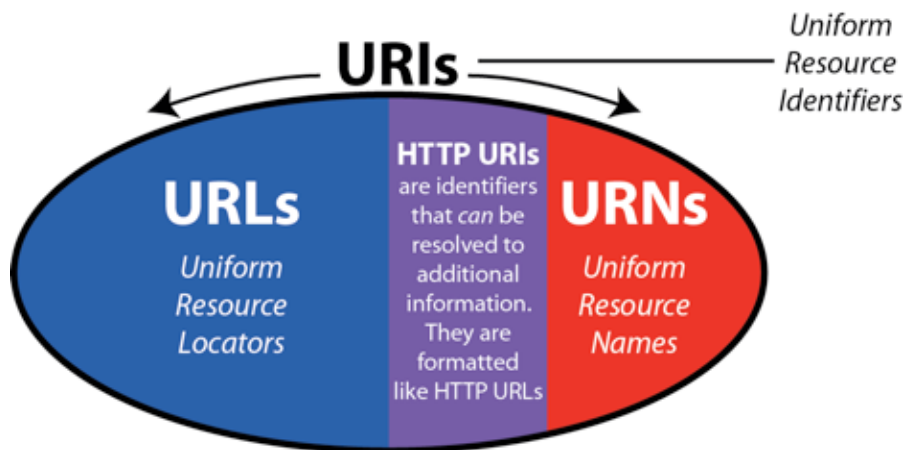 URIs
Uniform
Resource
Identifiers
URLs
Uniform
Resource
Locators
HTTP URIs
are identifiers
that can be
resolved to
additional
information.
They are
formatted
like HTTP URLs
URNs
Uniform
Resource
Names